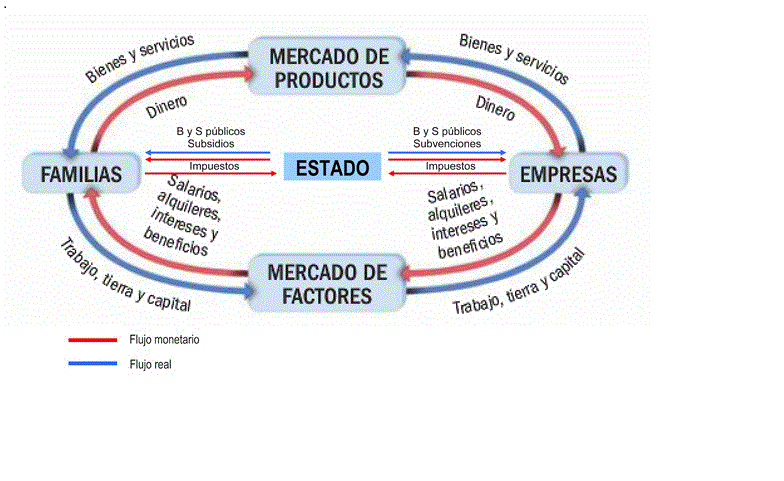 .
Bienes y servicios
MERCADO DE
PRODUCTOS
Bienes y servicios
Dinero
Dinero
B y S públicos
Subsidios
B y S públicos
Subvenciones
FAMILIAS
Impuestos
ESTADO
Impuestos
EMPRESAS
Salarios,
alquileres,
intereses y
beneficios
Salarios,
alquileres,
intereses y
beneficios
Trabajo, tierra y capital
MERCADO DE
FACTORES
Trabajo, tierra y capital
Flujo monetario
Flujo real